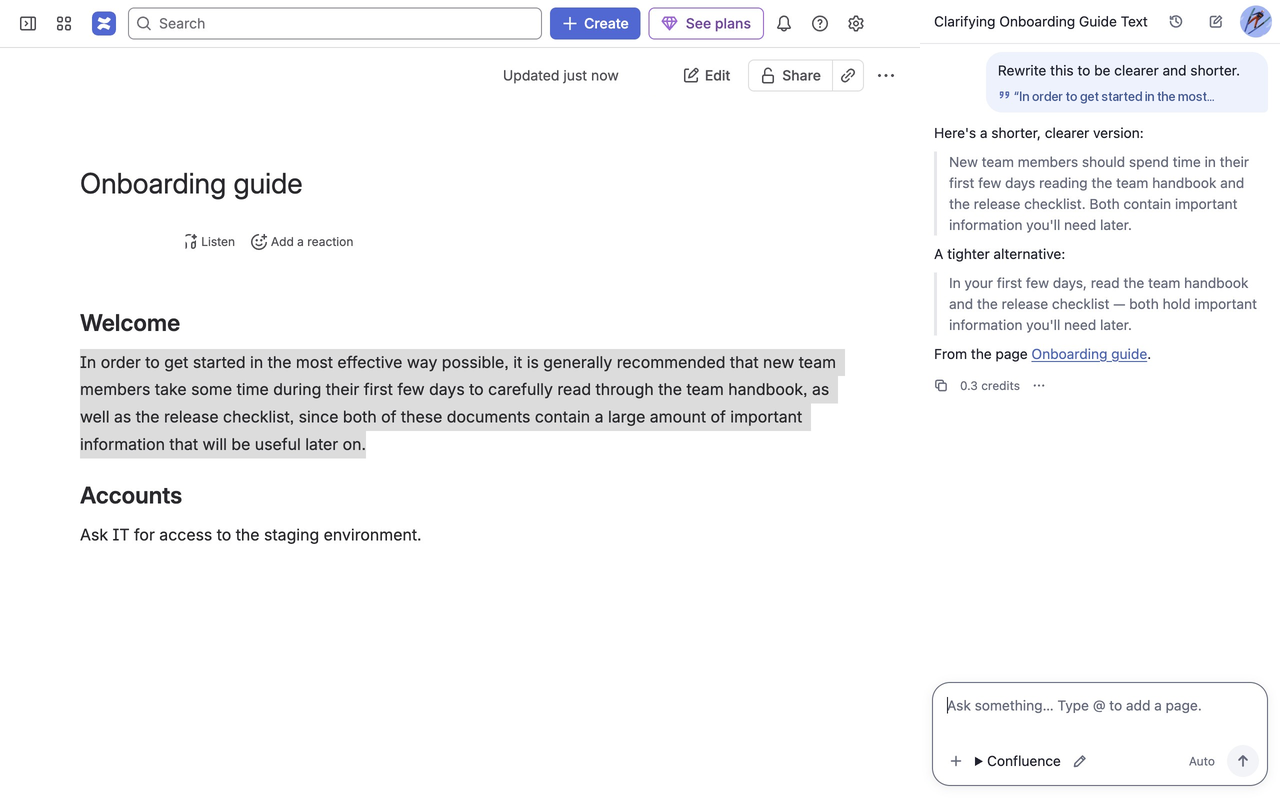 Search
Create
See plans
Updated just now
Edit
Share
Onboarding guide
Listen
Add a reaction
Welcome
In order to get started in the most effective way possible, it is generally recommended that new team
members take some time during their first few days to carefully read through the team handbook, as
well as the release checklist, since both of these documents contain a large amount of important
information that will be useful later on.
Accounts
Ask IT for access to the staging environment.
Clarifying Onboarding Guide Text
Rewrite this to be clearer and shorter.
“In order to get started in the most...
Here's a shorter, clearer version:
New team members should spend time in their
first few days reading the team handbook and
the release checklist. Both contain important
information you'll need later.
A tighter alternative:
In your first few days, read the team handbook
and the release checklist — both hold important
information you'll need later.
From the page Onboarding guide.
0.3 credits
Ask something... Type @ to add a page.
Confluence
Auto